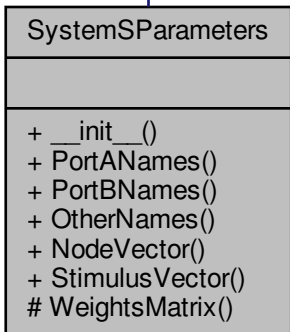 SystemSParameters
+ __init__()
+ PortANames()
+ PortBNames()
+ OtherNames()
+ NodeVector()
+ StimulusVector()
# WeightsMatrix()